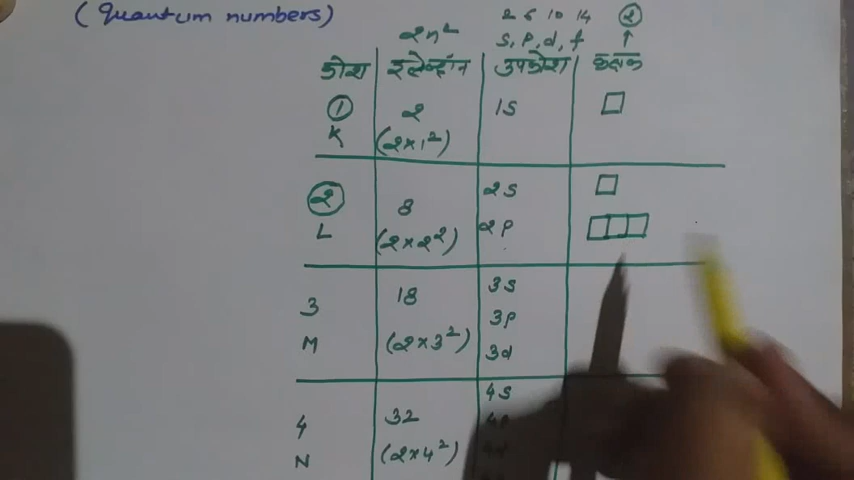 (Quantum numbers)
2 6 10 14 ②
2n² s, p, d, f ↑
कोश इलेक्ट्रॉन उपकोश कक्षक
① 2 1s
K (2×1²)
② 8 2s
L (2×2²) 2p
3 18 3s
3p
M (2×3²) 3d
4s
4 32
N (2×4²)